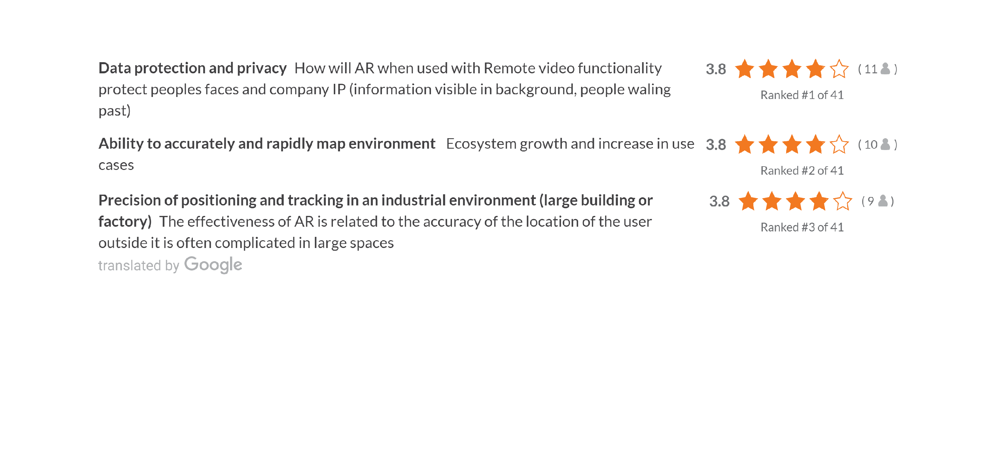 Data protection and privacy How will AR when used with Remote video functionality
protect peoples faces and company IP (information visible in background, people waling
past)
3.8 ( 11 )
Ranked #1 of 41
Ability to accurately and rapidly map environment Ecosystem growth and increase in use
cases
3.8 ( 10 )
Ranked #2 of 41
Precision of positioning and tracking in an industrial environment (large building or
factory) The effectiveness of AR is related to the accuracy of the location of the user
outside it is often complicated in large spaces
translated by Google
3.8 ( 9 )
Ranked #3 of 41